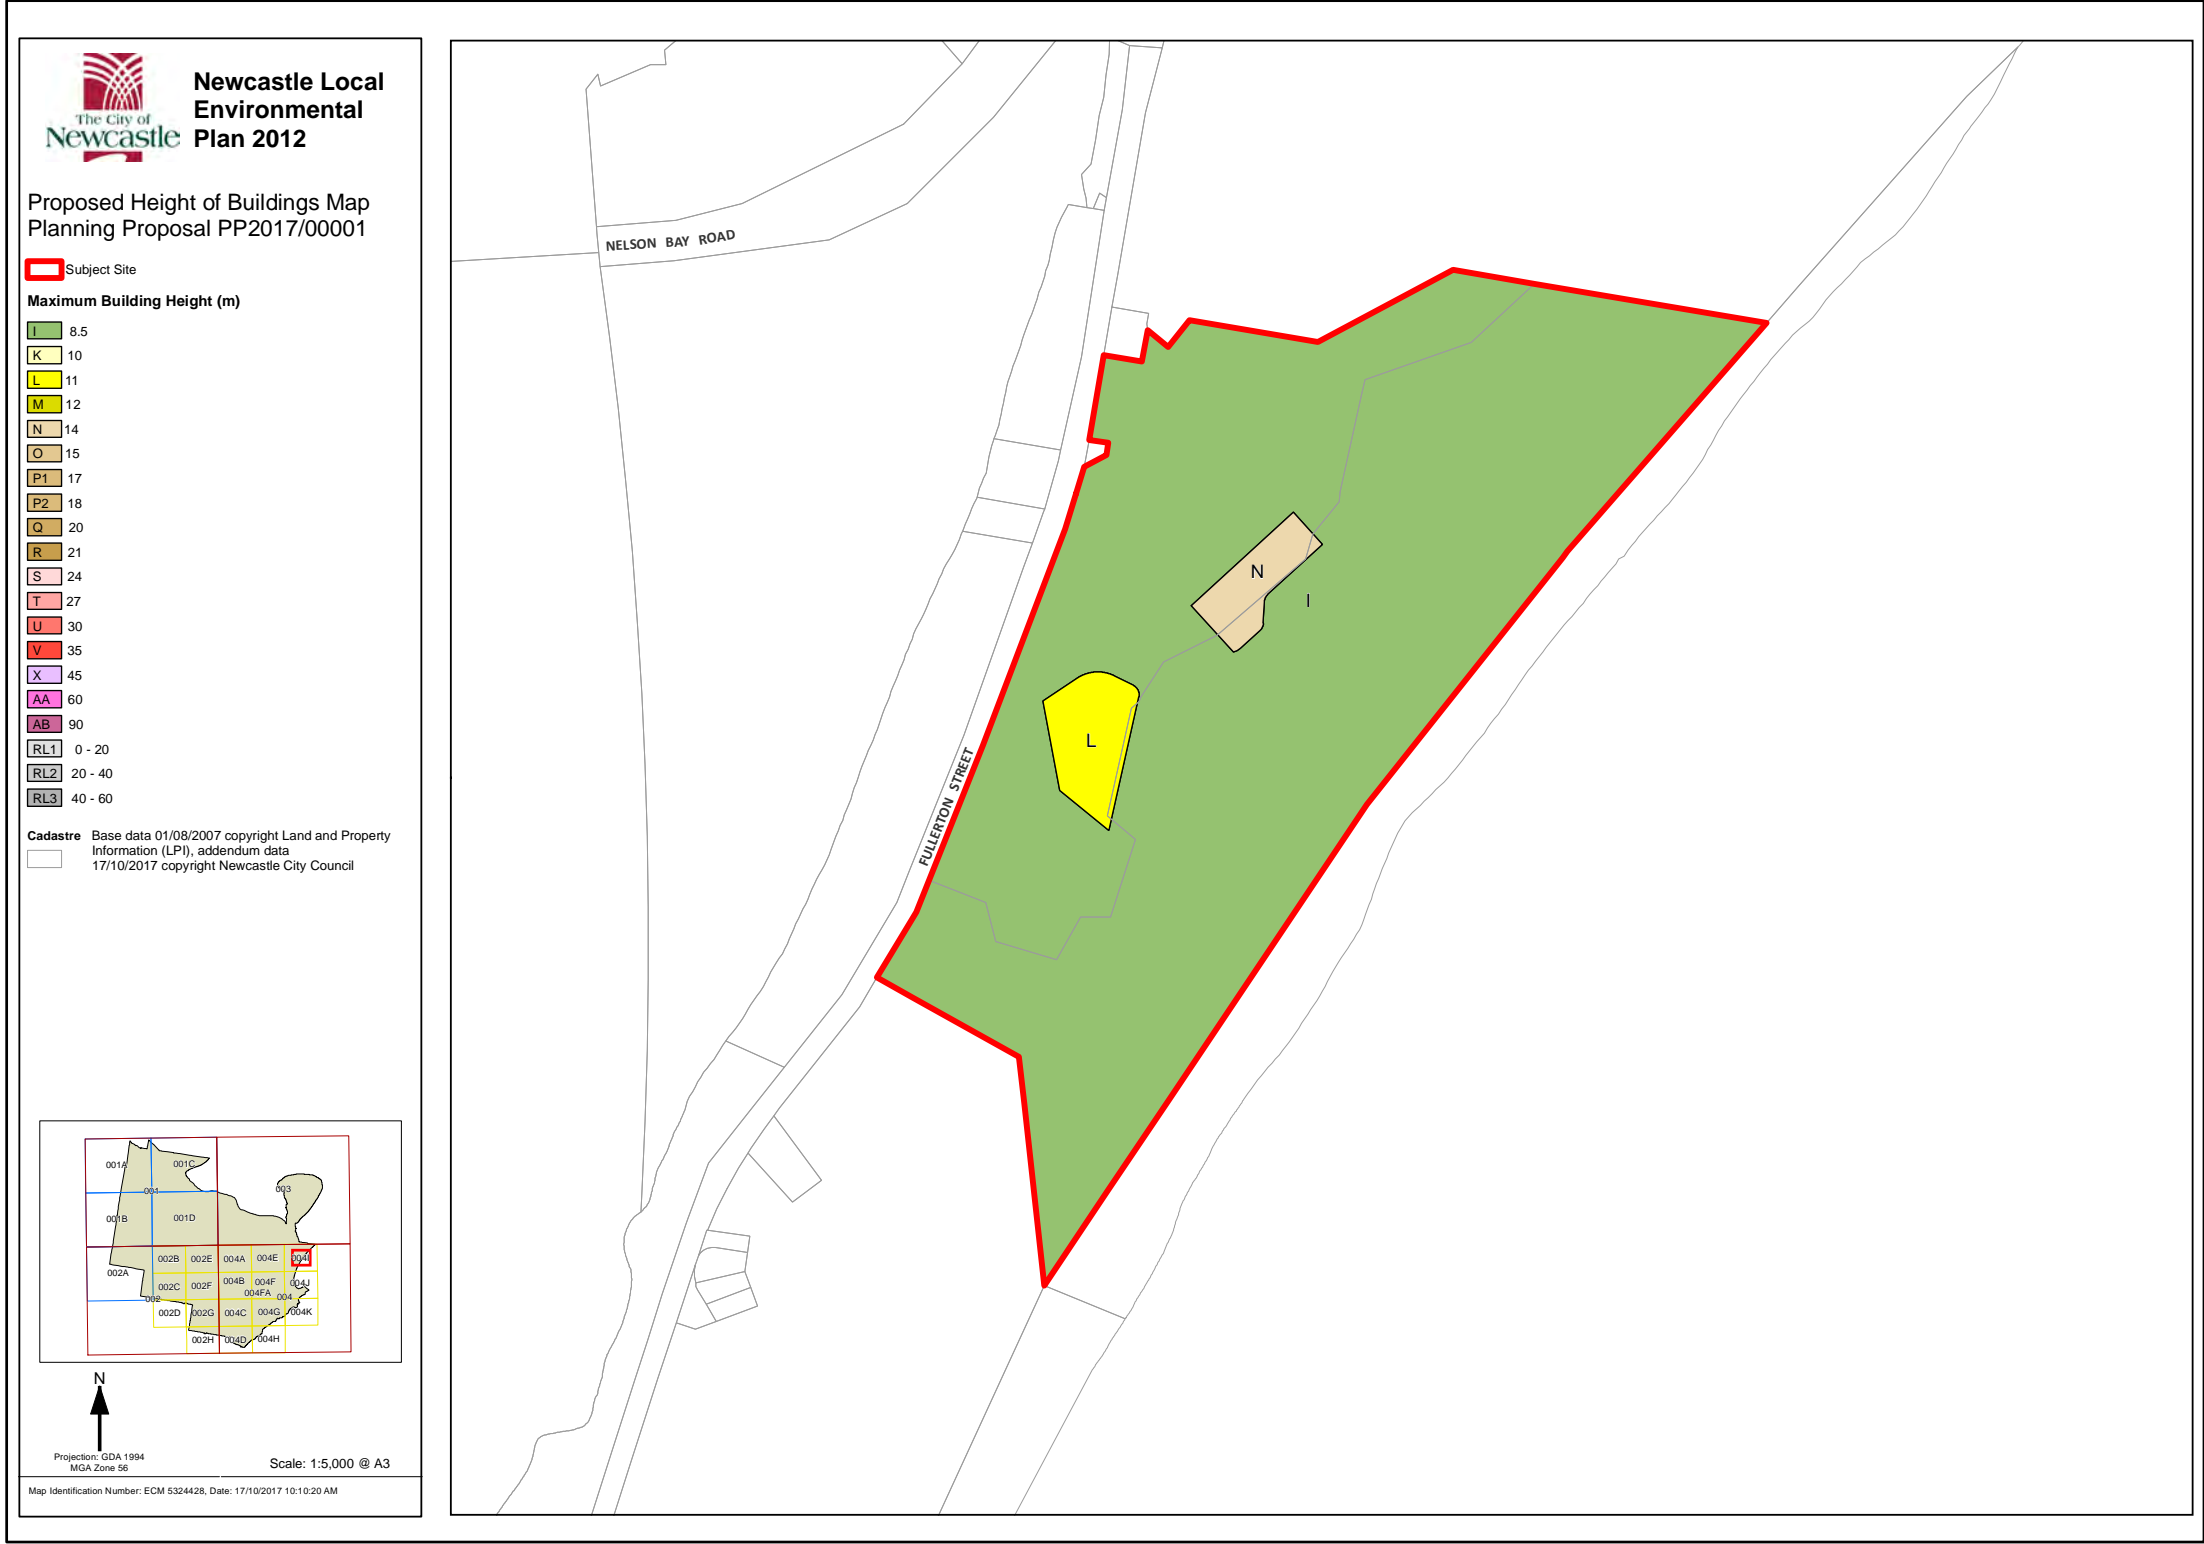 The City of
Newcastle
Newcastle Local
Environmental
Plan 2012
Proposed Height of Buildings Map
Planning Proposal PP2017/00001
Subject Site
Maximum Building Height (m)
I 8.5
K 10
L 11
M 12
N 14
O 15
P1 17
P2 18
Q 20
R 21
S 24
T 27
U 30
V 35
X 45
AA 60
AB 90
RL1 0 - 20
RL2 20 - 40
RL3 40 - 60
Cadastre Base data 01/08/2007 copyright Land and Property
Information (LPI), addendum data
17/10/2017 copyright Newcastle City Council
001A 001C
001 003
001B 001D
002B 002E 004A 004E 004I
002A
002C 002F 004B 004F 004J
004FA 004
002
002D 002G 004C 004G 004K
002H 004D 004H
N
Projection: GDA 1994
MGA Zone 56
Scale: 1:5,000 @ A3
Map Identification Number: ECM 5324428, Date: 17/10/2017 10:10:20 AM
NELSON BAY ROAD
N
I
L
FULLERTON STREET